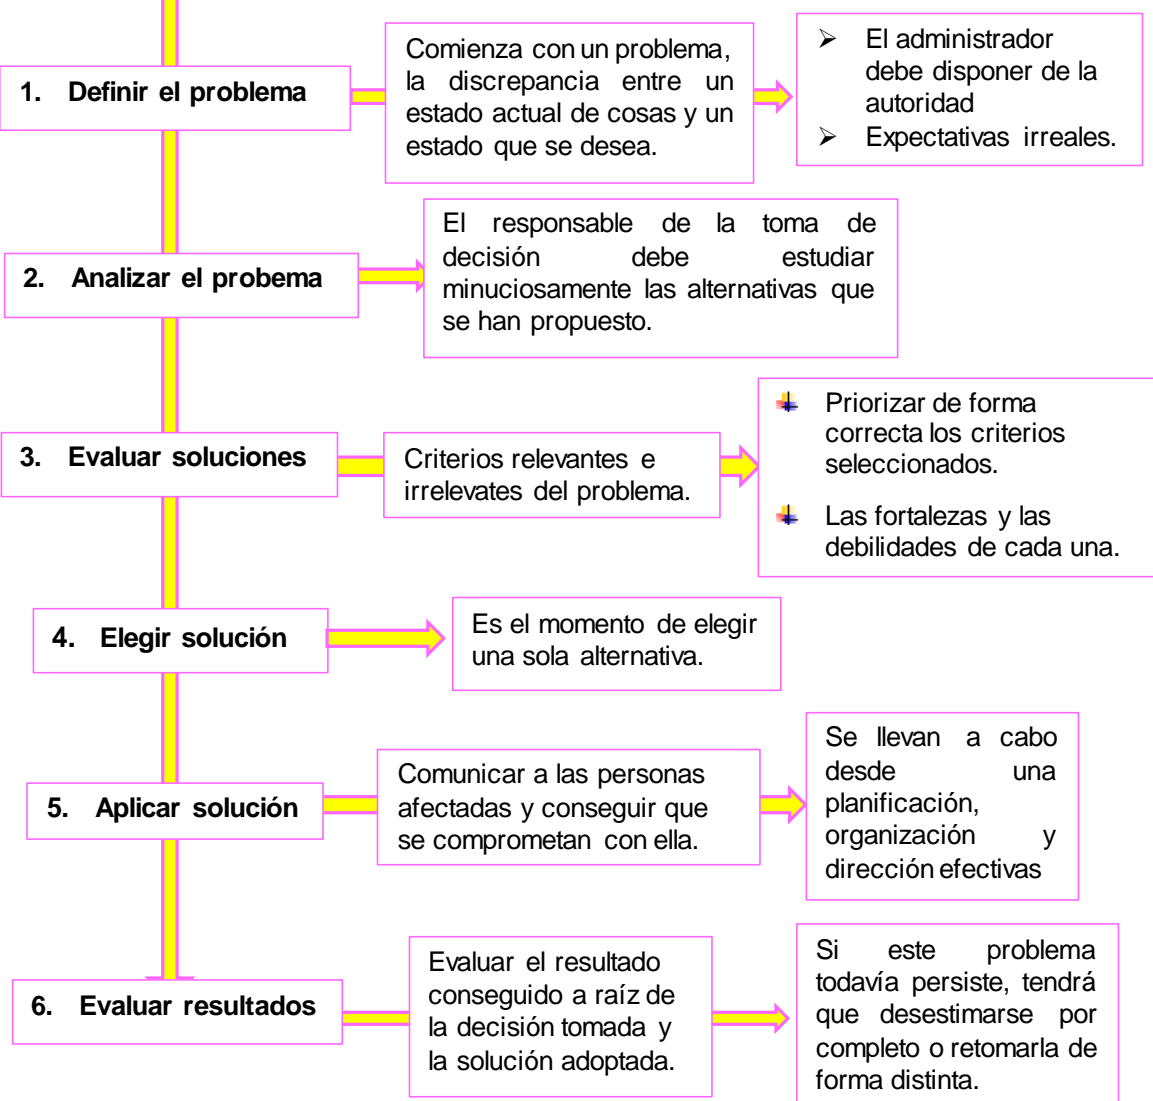 1. Definir el problema
Comienza con un problema,
la discrepancia entre un
estado actual de cosas y un
estado que se desea.
➢ El administrador
debe disponer de la
autoridad
➢ Expectativas irreales.
2. Analizar el probema
El responsable de la toma de
decisión debe estudiar
minuciosamente las alternativas que
se han propuesto.
3. Evaluar soluciones
Criterios relevantes e
irrelevates del problema.
Priorizar de forma
correcta los criterios
seleccionados.
Las fortalezas y las
debilidades de cada una.
4. Elegir solución
Es el momento de elegir
una sola alternativa.
5. Aplicar solución
Comunicar a las personas
afectadas y conseguir que
se comprometan con ella.
Se llevan a cabo
desde una
planificación,
organización y
dirección efectivas
6. Evaluar resultados
Evaluar el resultado
conseguido a raíz de
la decisión tomada y
la solución adoptada.
Si este problema
todavía persiste, tendrá
que desestimarse por
completo o retomarla de
forma distinta.